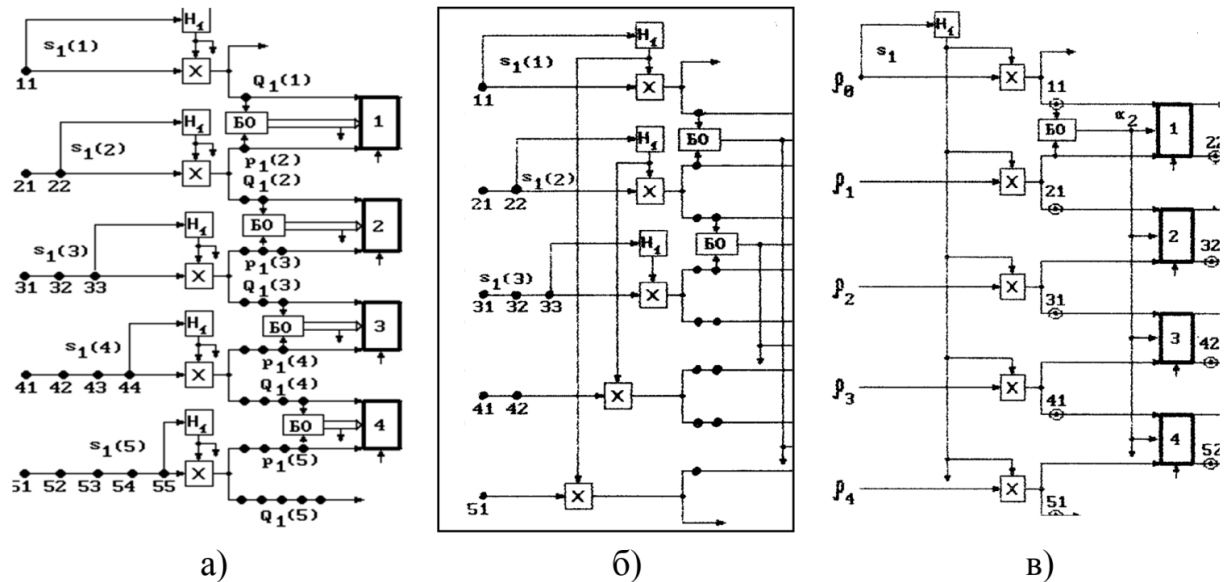 H₁
s₁(1)
X
11
Q₁(1)
БО
1
H₁
s₁(2)
X
21 22
P₁(2)
Q₁(2)
БО
2
H₁
s₁(3)
X
31 32 33
P₁(3)
Q₁(3)
БО
3
H₁
s₁(4)
X
41 42 43 44
P₁(4)
Q₁(4)
БО
4
H₁
s₁(5)
X
51 52 53 54 55
P₁(5)
Q₁(5)
а)
H₁
s₁(1)
X
11
БО
H₁
s₁(2)
X
21 22
БО
H₁
s₁(3)
X
31 32 33
X
41 42
X
51
б)
H₁
s₁
ρ₀
X
11
БО
α₂
1
22
ρ₁
X
21
2
32
ρ₂
X
31
3
42
ρ₃
X
41
4
52
ρ₄
X
51
в)